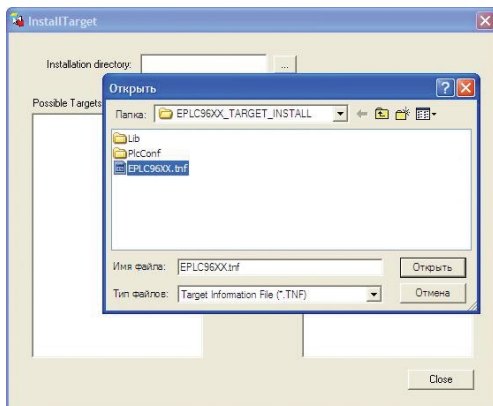 InstallTarget
Installation directory:
...
Открыть
Possible Targets
Папка: EPLC96XX_TARGET_INSTALL
Lib
PlcConf
EPLC96XX.tnf
Имя файла: EPLC96XX.tnf Открыть
Тип файлов: Target Information File (*.TNF) Отмена
Close